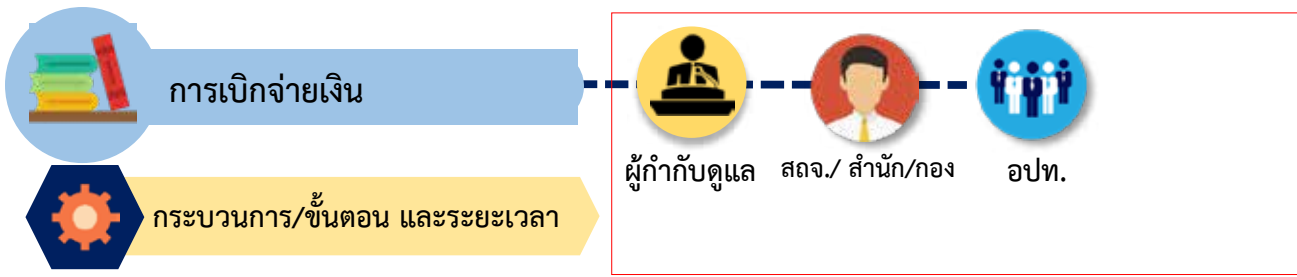 การเบิกจ่ายเงิน
ผู้กำกับดูแล
สถจ./ สำนัก/กอง
อปท.
กระบวนการ/ขั้นตอน และระยะเวลา